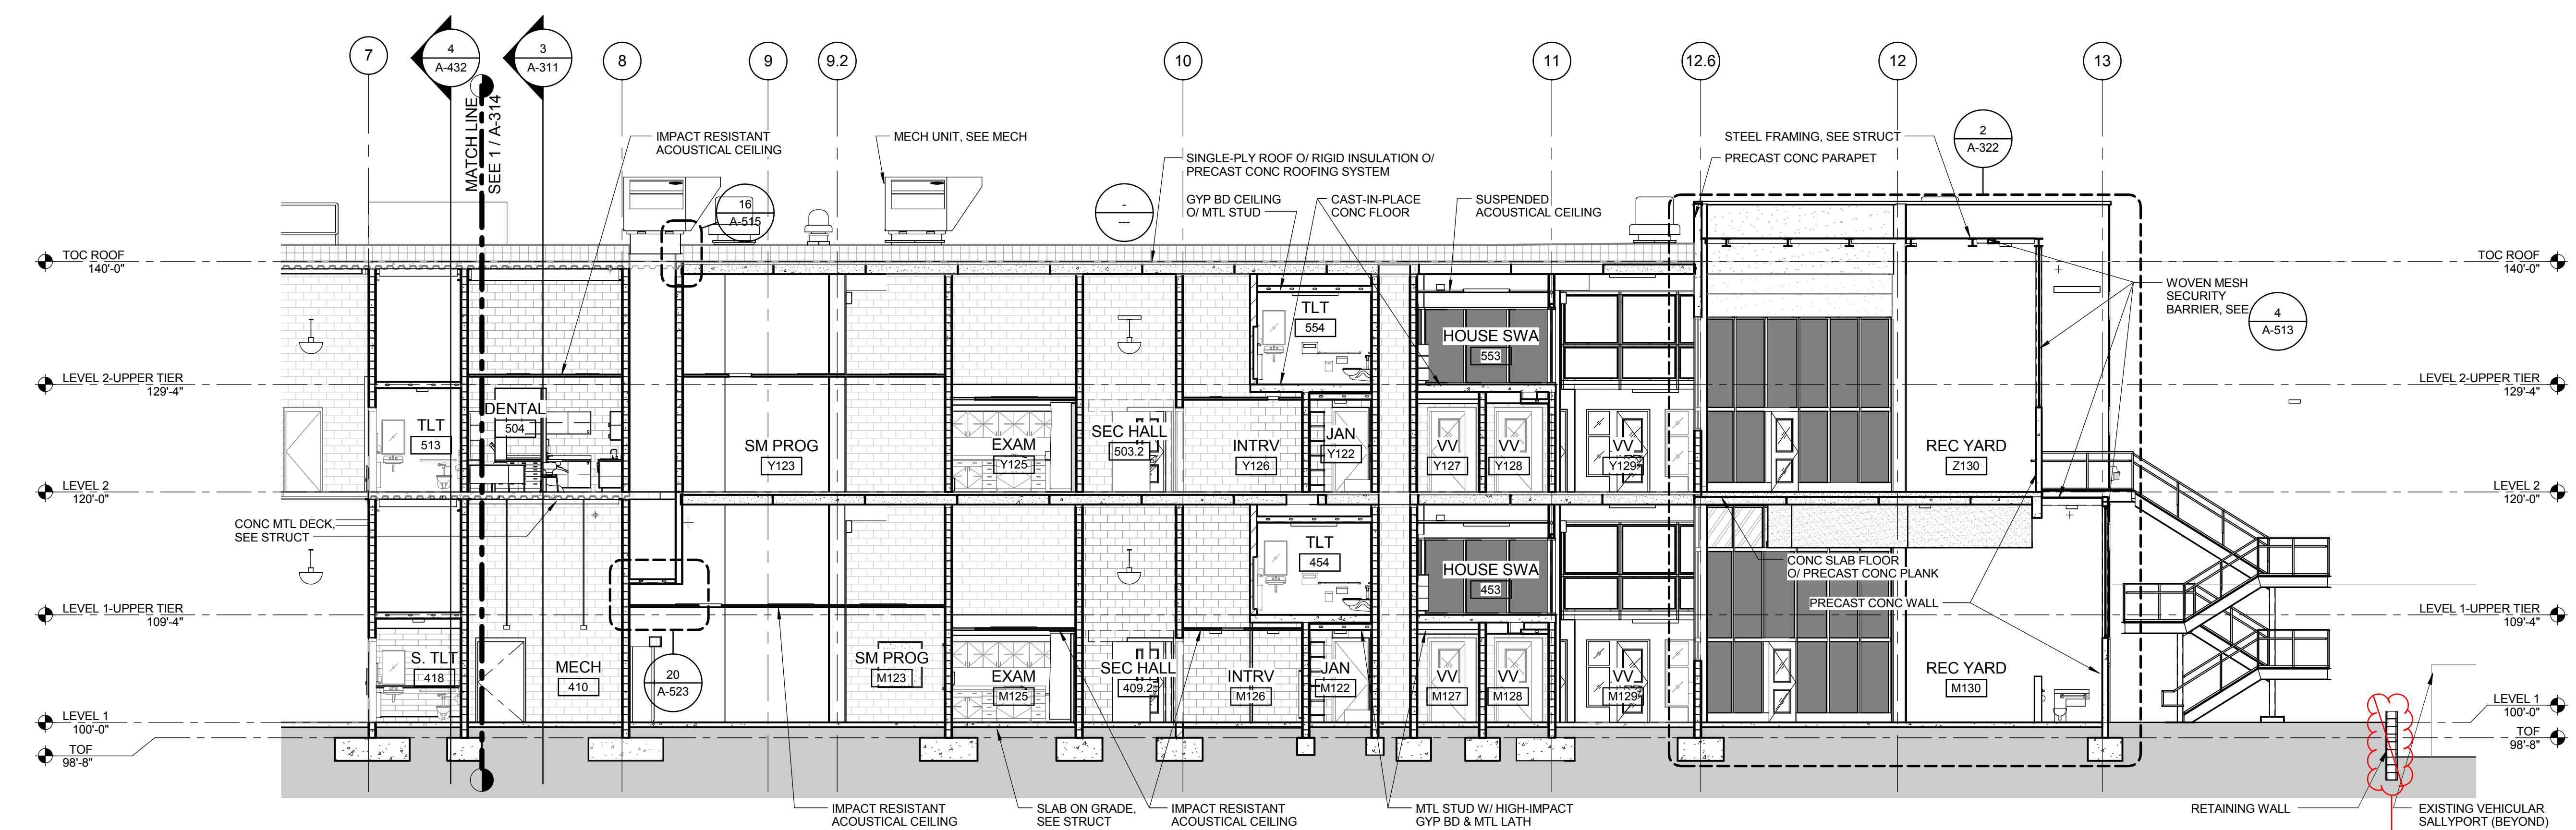 7
4
A-432
3
A-311
8
9
9.2
10
11
12.6
12
13
MATCH LINE
SEE 1 / A-314
IMPACT RESISTANT
ACOUSTICAL CEILING
MECH UNIT, SEE MECH
SINGLE-PLY ROOF O/ RIGID INSULATION O/
PRECAST CONC ROOFING SYSTEM
GYP BD CEILING
O/ MTL STUD
CAST-IN-PLACE
CONC FLOOR
SUSPENDED
ACOUSTICAL CEILING
STEEL FRAMING, SEE STRUCT
PRECAST CONC PARAPET
2
A-322
16
A-515
-
---
TOC ROOF
140'-0"
TOC ROOF
140'-0"
WOVEN MESH
SECURITY
BARRIER, SEE
4
A-513
TLT
554
HOUSE SWA
553
LEVEL 2-UPPER TIER
129'-4"
LEVEL 2-UPPER TIER
129'-4"
TLT
513
DENTAL
504
SM PROG
Y123
EXAM
Y125
SEC HALL
503.2
INTRV
Y126
JAN
Y122
VV
Y127
VV
Y128
VV
Y129
REC YARD
Z130
LEVEL 2
120'-0"
LEVEL 2
120'-0"
CONC MTL DECK,
SEE STRUCT
TLT
454
HOUSE SWA
453
CONC SLAB FLOOR
O/ PRECAST CONC PLANK
PRECAST CONC WALL
LEVEL 1-UPPER TIER
109'-4"
LEVEL 1-UPPER TIER
109'-4"
S. TLT
418
MECH
410
20
A-523
SM PROG
M123
EXAM
M125
SEC HALL
409.2
INTRV
M126
JAN
M122
VV
M127
VV
M128
VV
M129
REC YARD
M130
LEVEL 1
100'-0"
LEVEL 1
100'-0"
TOF
98'-8"
TOF
98'-8"
IMPACT RESISTANT
ACOUSTICAL CEILING
SLAB ON GRADE,
SEE STRUCT
IMPACT RESISTANT
ACOUSTICAL CEILING
MTL STUD W/ HIGH-IMPACT
GYP BD & MTL LATH
RETAINING WALL
EXISTING VEHICULAR
SALLYPORT (BEYOND)